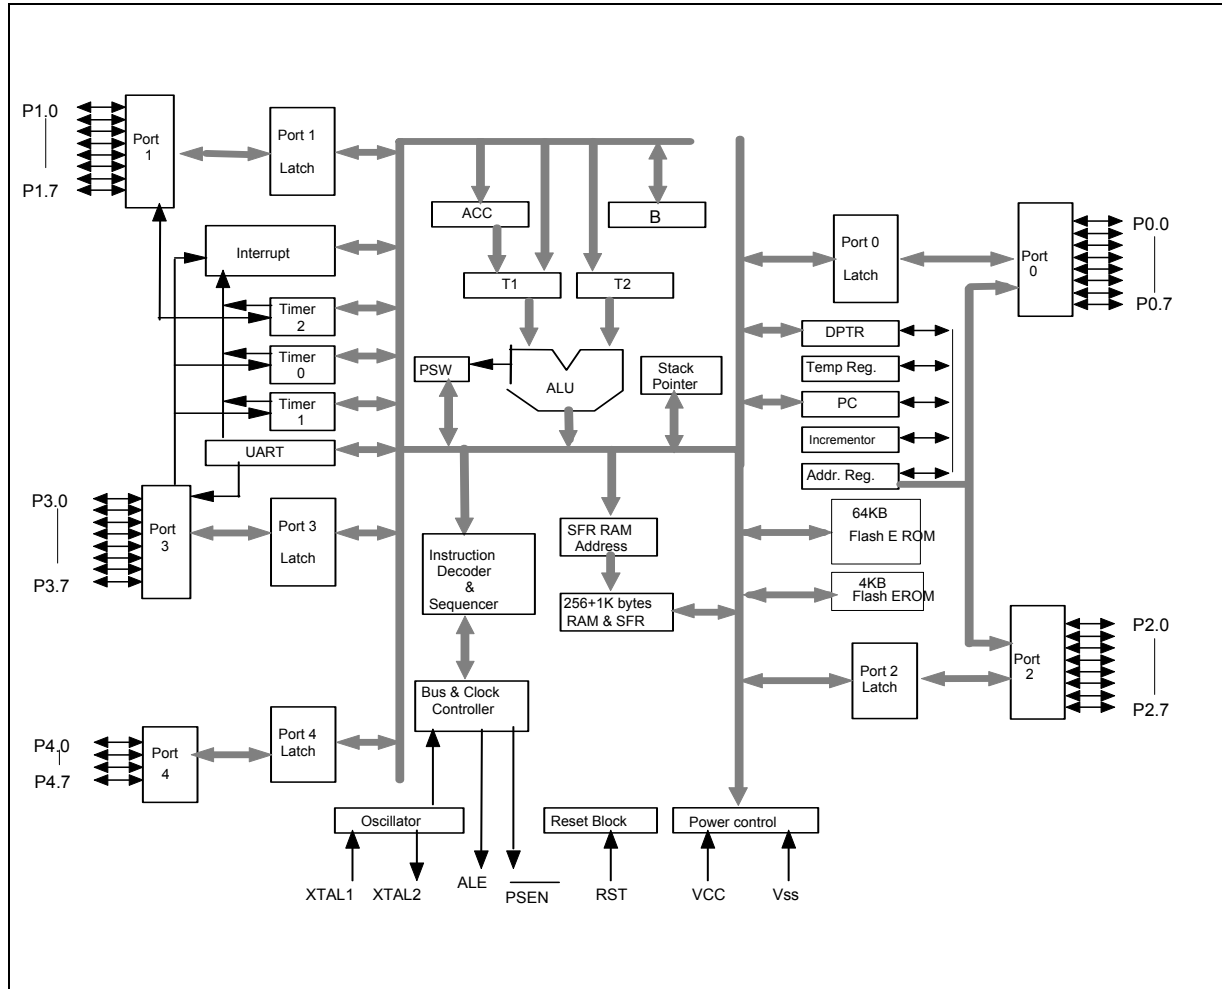 P1.0
P1.7
Port
1
Port 1
Latch
Interrupt
Timer
2
Timer
0
Timer
1
UART
P3.0
P3.7
Port
3
Port 3
Latch
P4.0
P4.7
Port
4
Port 4
Latch
ACC
B
T1
T2
PSW
ALU
Stack
Pointer
Instruction
Decoder
&
Sequencer
SFR RAM
Address
256+1K bytes
RAM & SFR
Bus & Clock
Controller
Oscillator
Reset Block
Power control
XTAL1
XTAL2
ALE
PSEN
RST
VCC
Vss
Port 0
Latch
Port
0
P0.0
P0.7
DPTR
Temp Reg.
PC
Incrementor
Addr. Reg.
64KB
Flash E ROM
4KB
Flash EROM
Port 2
Latch
Port
2
P2.0
P2.7